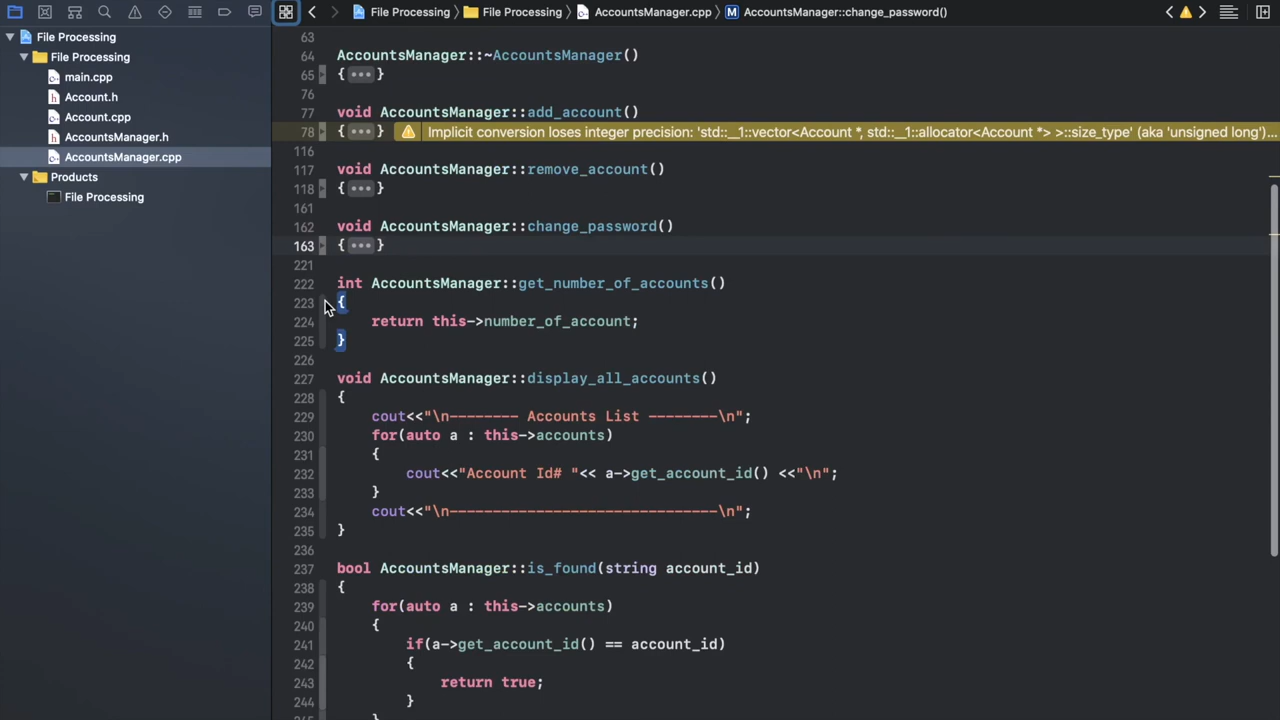 File Processing
File Processing
main.cpp
Account.h
Account.cpp
AccountsManager.h
AccountsManager.cpp
Products
File Processing
File Processing > File Processing > AccountsManager.cpp > M AccountsManager::change_password()
63
64 AccountsManager::~AccountsManager()
65 {•••}
76
77 void AccountsManager::add_account()
78 {•••} Implicit conversion loses integer precision: 'std::__1::vector<Account *, std::__1::allocator<Account *> >::size_type' (aka 'unsigned long')...
116
117 void AccountsManager::remove_account()
118 {•••}
161
162 void AccountsManager::change_password()
163 {•••}
221
222 int AccountsManager::get_number_of_accounts()
223 {
224 return this->number_of_account;
225 }
226
227 void AccountsManager::display_all_accounts()
228 {
229 cout<<"\n-------- Accounts List --------\n";
230 for(auto a : this->accounts)
231 {
232 cout<<"Account Id# "<< a->get_account_id() <<"\n";
233 }
234 cout<<"\n-------------------------------\n";
235 }
236
237 bool AccountsManager::is_found(string account_id)
238 {
239 for(auto a : this->accounts)
240 {
241 if(a->get_account_id() == account_id)
242 {
243 return true;
244 }